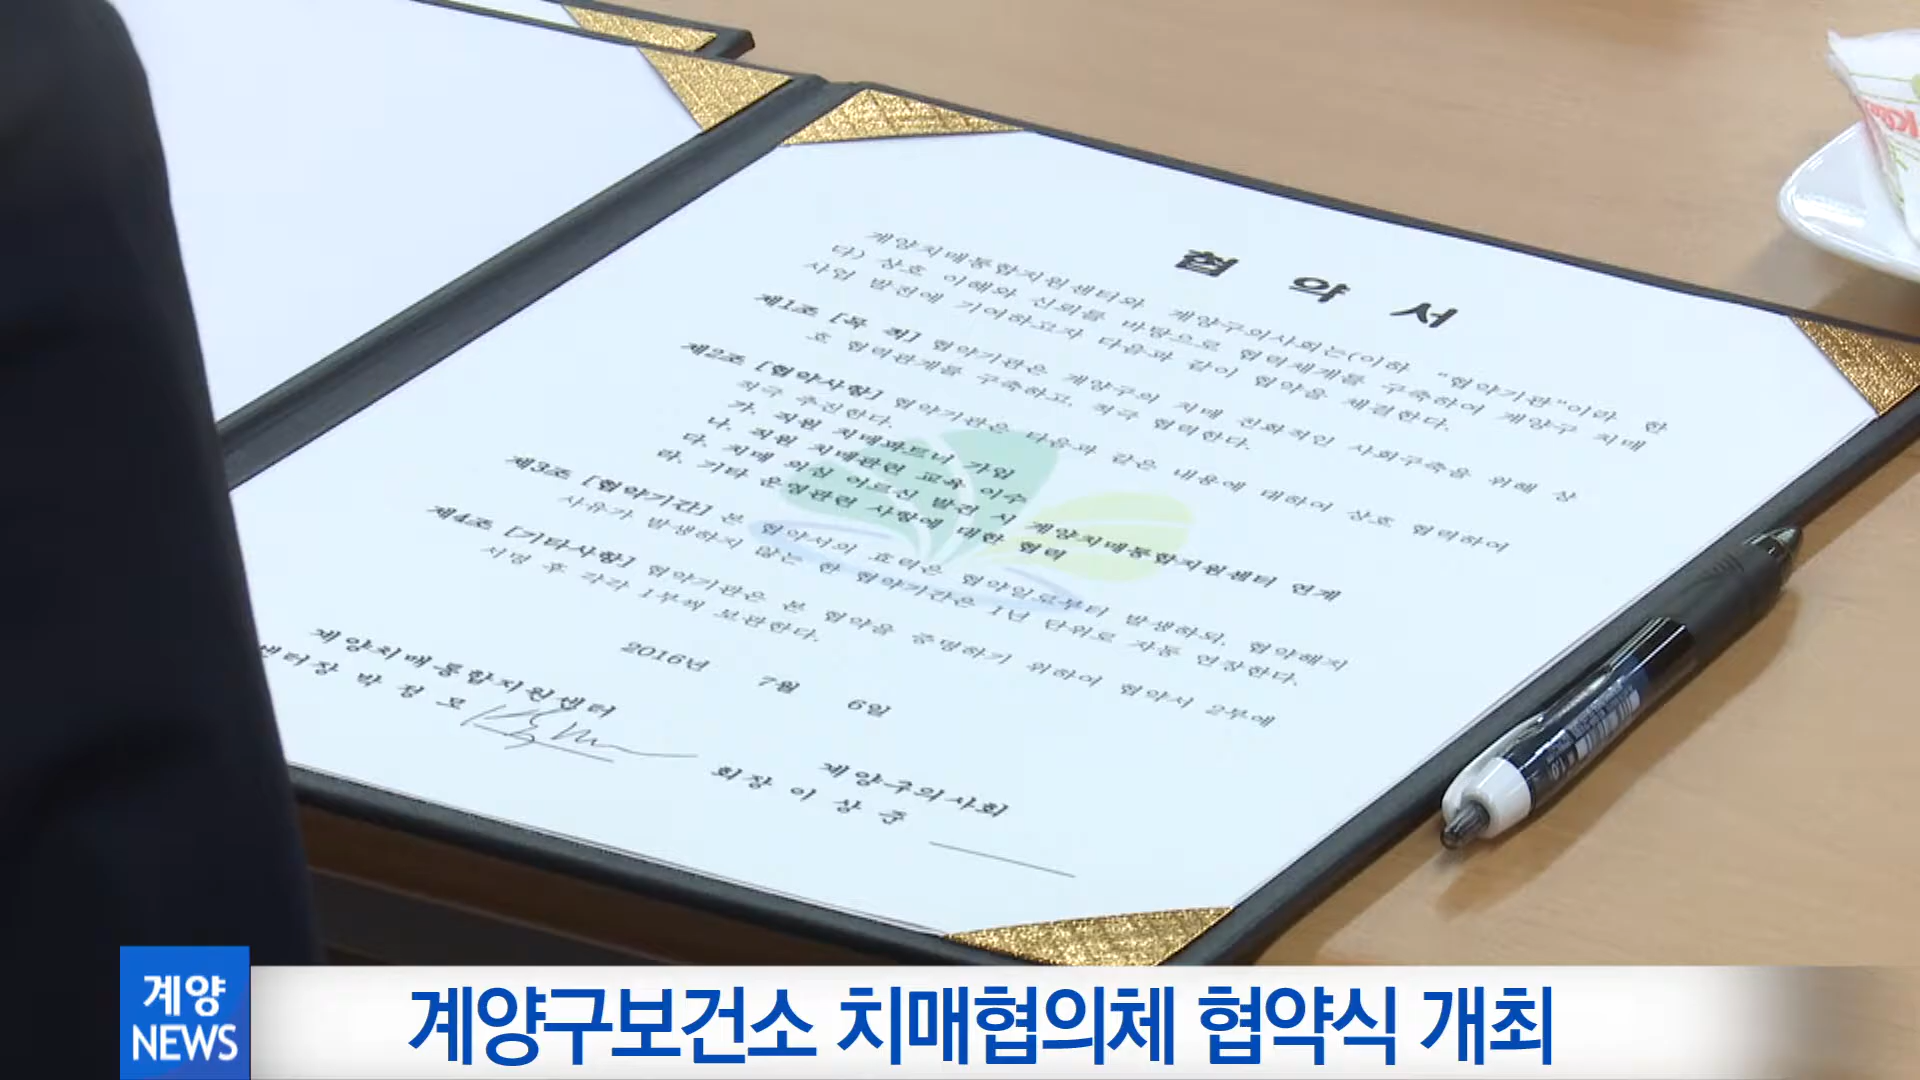 협 약 서
계양치매통합지원센터와 계양구의사회는(이하 "협약기관"이라 한
다) 상호 이해와 신뢰를 바탕으로 협력체계를 구축하여 계양구 치매
사업 발전에 기여하고자 다음과 같이 협약을 체결한다.
제1조 [목 적] 협약기관은 계양구의 치매 친화적인 사회구축을 위해 상
호 협력관계를 구축하고, 적극 협력한다.
제2조 [협약사항] 협약기관은 다음과 같은 내용에 대하여 상호 협력하여
적극 추진한다.
가. 직원 치매파트너 가입
나. 직원 치매관련 교육 이수
다. 치매 의심 어르신 발견 시 계양치매통합지원센터 연계
라. 기타 운영관련 사항에 대한 협력
제3조 [협약기간] 본 협약서의 효력은 협약일로부터 발생하되, 협약해지
사유가 발생하지 않는 한 협약기간은 1년 단위로 자동 연장한다.
제4조 [기타사항] 협약기관은 본 협약을 증명하기 위하여 협약서 2부에
서명 후 각각 1부씩 보관한다.
2016년 7월 6일
계양치매통합지원센터
센터장 박 정 모
계양구의사회
회장 이 상 준
계양
NEWS
계양구보건소 치매협의체 협약식 개최